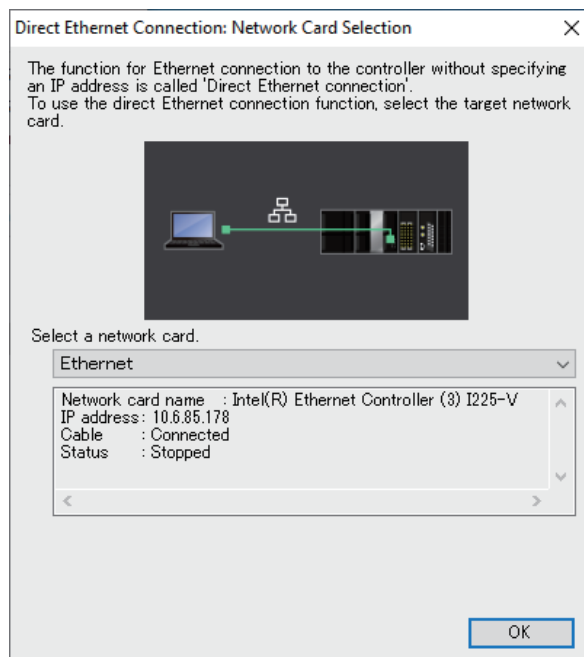 Direct Ethernet Connection: Network Card Selection
The function for Ethernet connection to the controller without specifying
an IP address is called 'Direct Ethernet connection'.
To use the direct Ethernet connection function, select the target network
card.
Select a network card.
Ethernet
Network card name : Intel(R) Ethernet Controller (3) I225-V
IP address: 10.6.85.178
Cable : Connected
Status : Stopped
OK